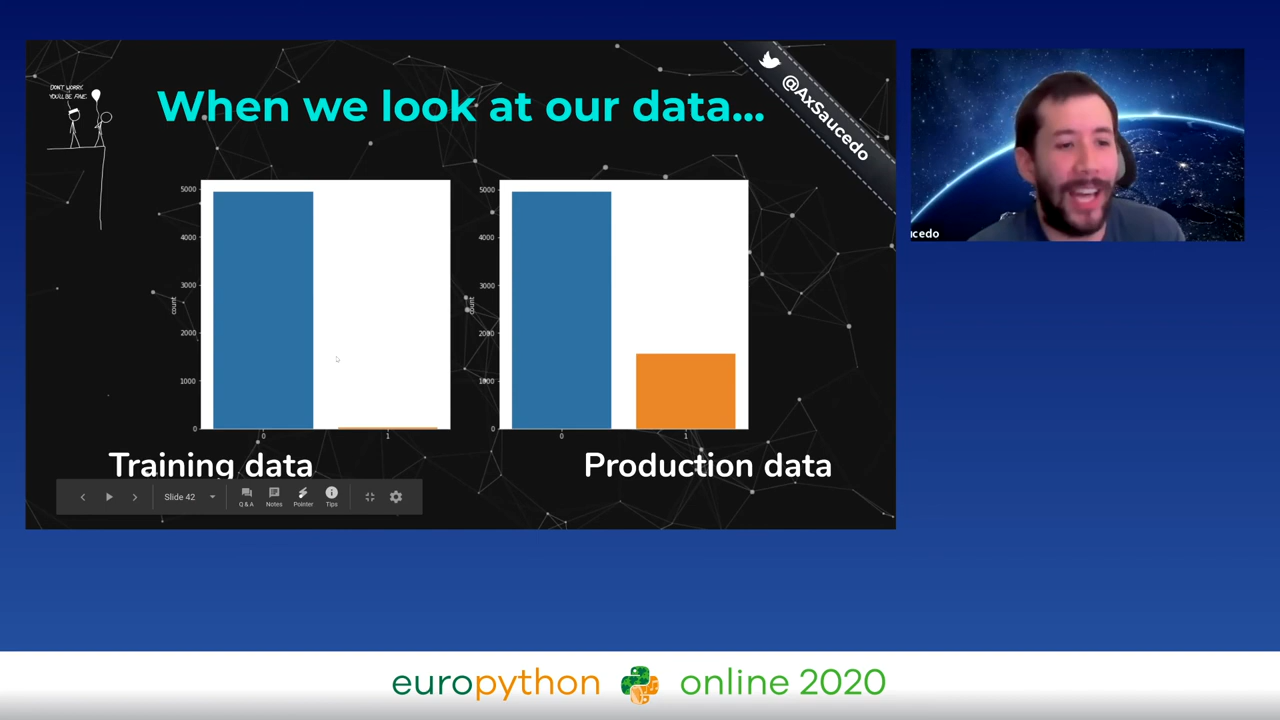 DON'T WORRY.
YOU'LL BE FINE.
When we look at our data...
@AxSaucedo
5000
4000
3000
2000
1000
0
count
0
1
Training data
5000
4000
3000
2000
1000
0
count
0
1
Production data
Slide 42
Q & A
Notes
Pointer
Tips
ucedo
europython online 2020